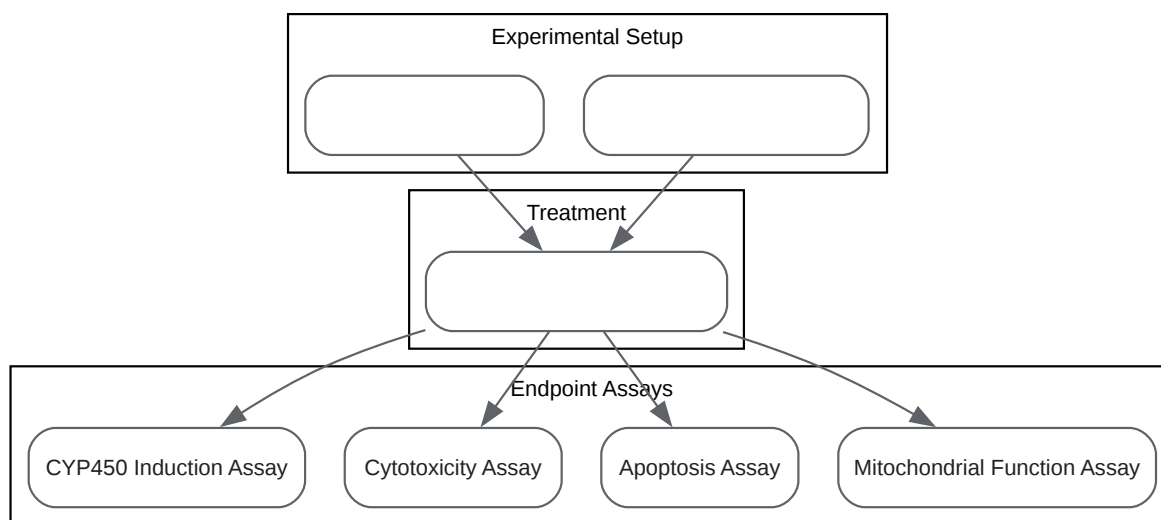 Experimental Setup
Treatment
Endpoint Assays
CYP450 Induction Assay
Cytotoxicity Assay
Apoptosis Assay
Mitochondrial Function Assay